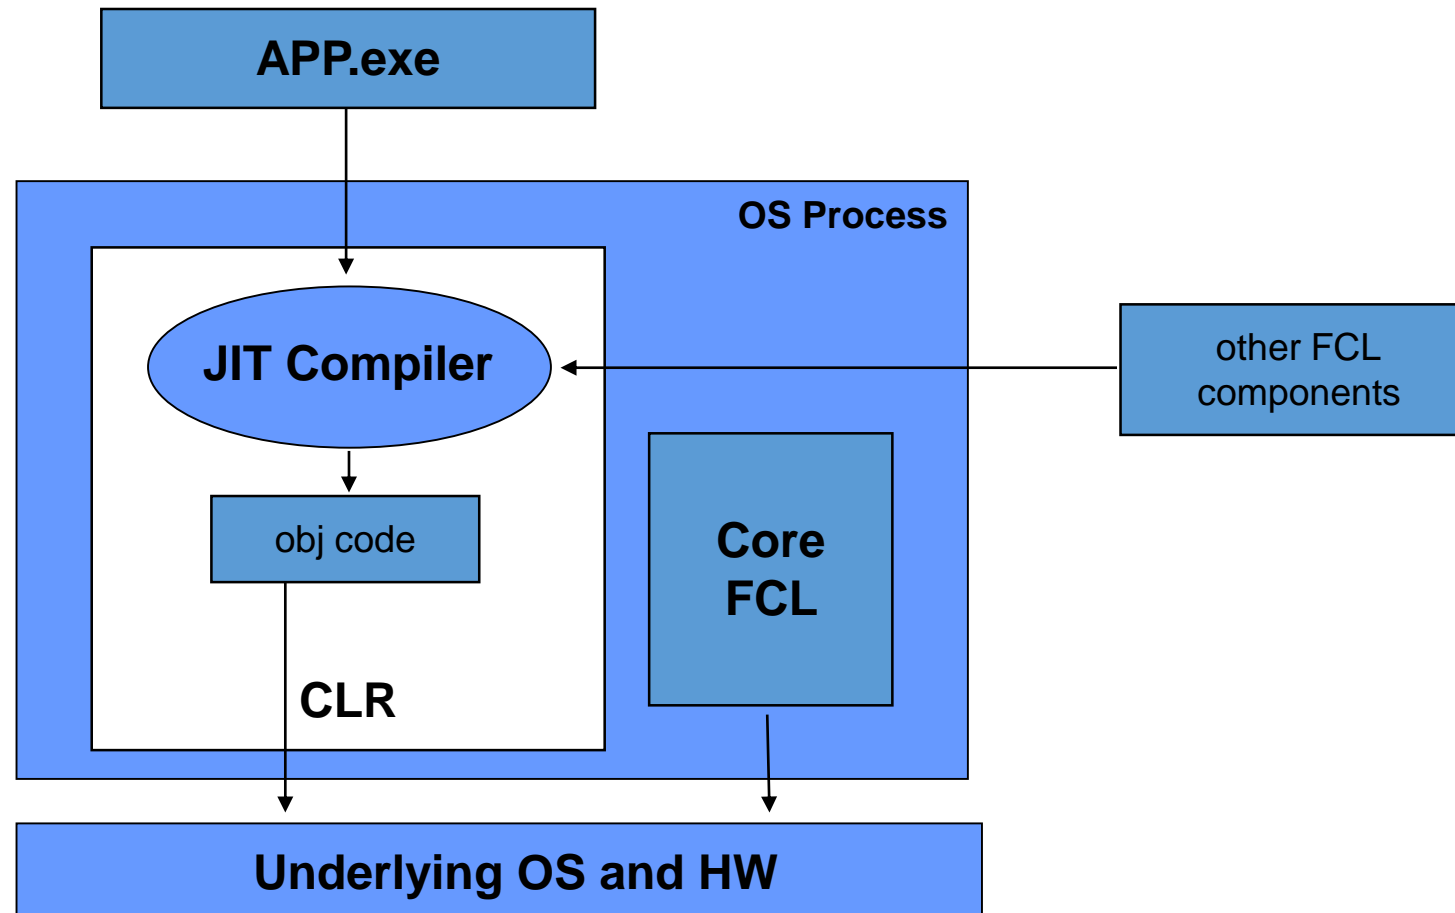 APP.exe
OS Process
JIT Compiler
other FCL
components
obj code
Core
FCL
CLR
Underlying OS and HW